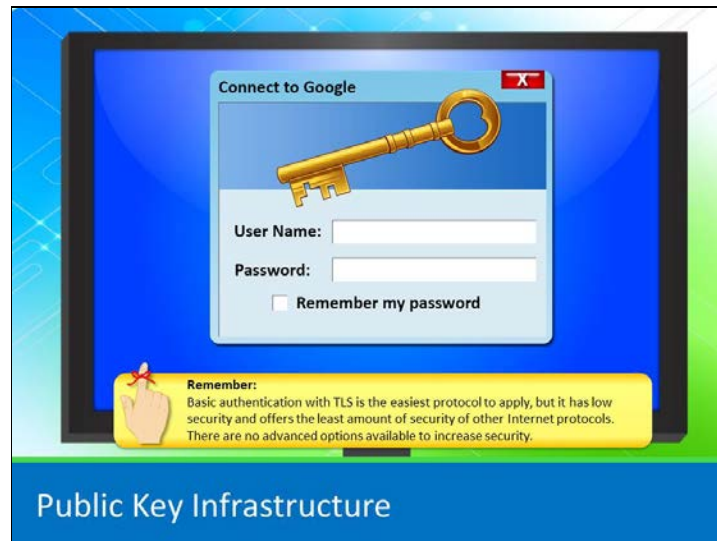 Connect to Google
X
User Name:
Password:
Remember my password
Remember:
Basic authentication with TLS is the easiest protocol to apply, but it has low
security and offers the least amount of security of other Internet protocols.
There are no advanced options available to increase security.
Public Key Infrastructure